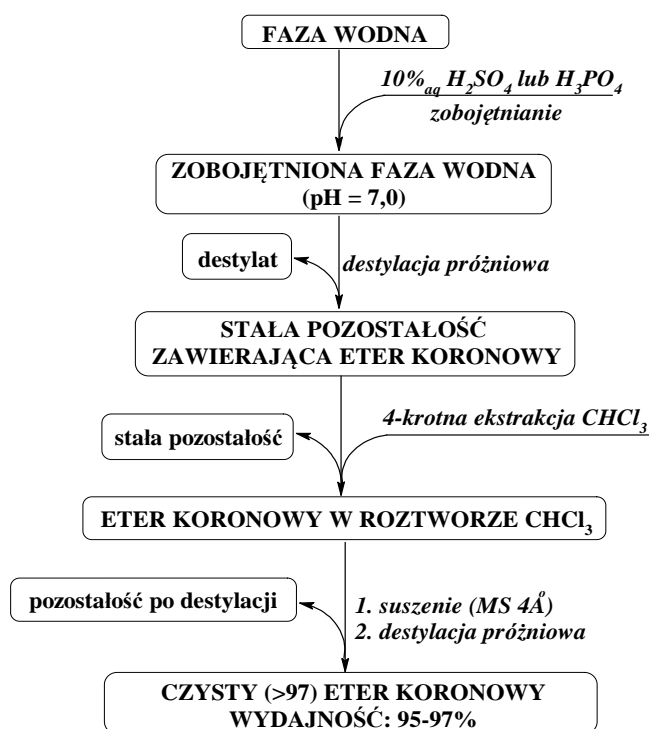 FAZA WODNA
10%aq H2SO4 lub H3PO4
zobojętnianie
ZOBOJĘTNIONA FAZA WODNA
(pH = 7,0)
destylat
destylacja próżniowa
STAŁA POZOSTAŁOŚĆ
ZAWIERAJĄCA ETER KORONOWY
4-krotna ekstrakcja CHCl3
stała pozostałość
ETER KORONOWY W ROZTWORZE CHCl3
pozostałość po destylacji
1. suszenie (MS 4Å)
2. destylacja próżniowa
CZYSTY (>97) ETER KORONOWY
WYDAJNOŚĆ: 95-97%